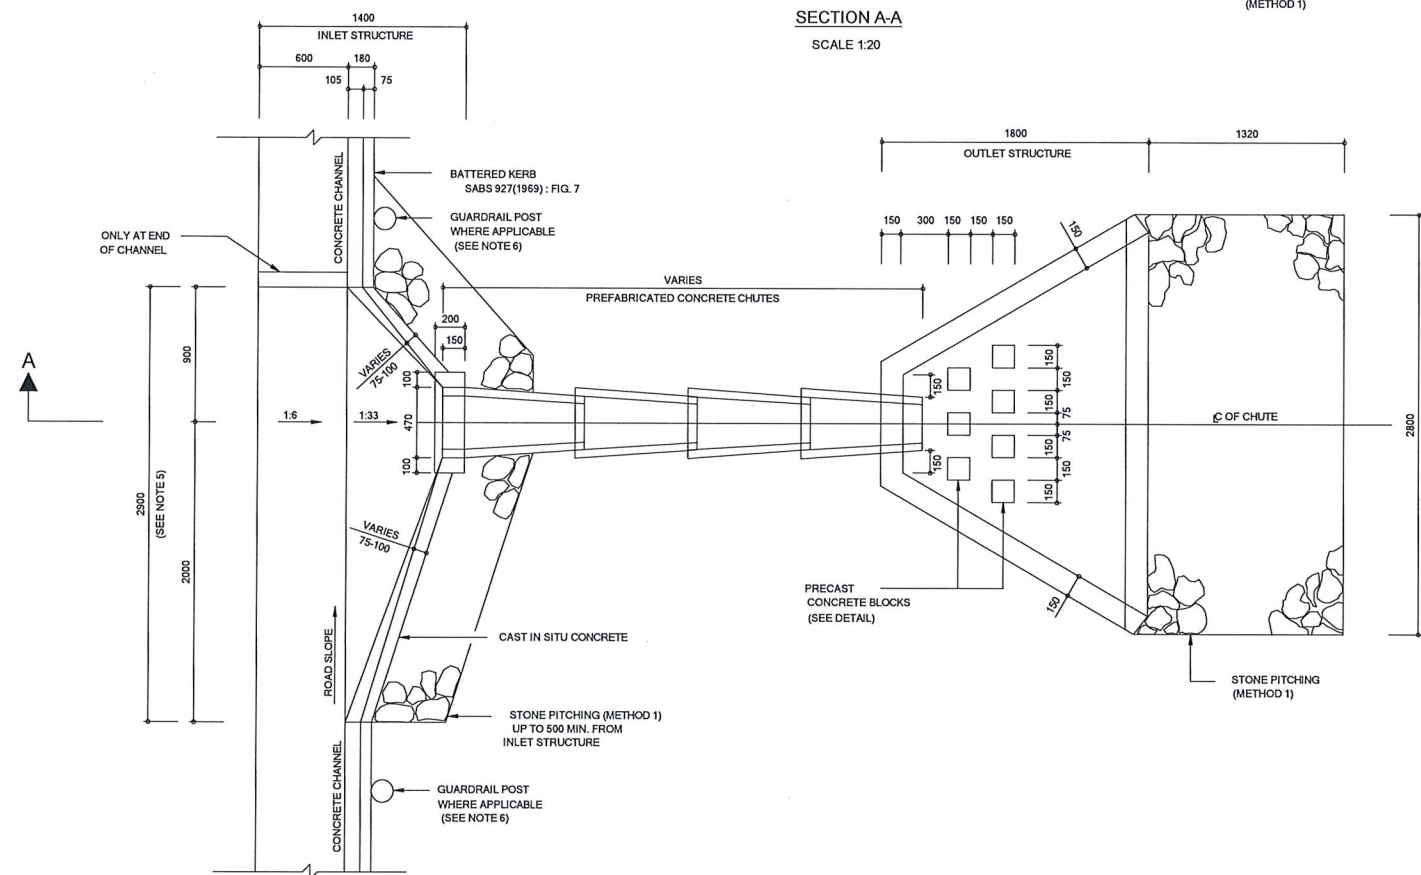 (METHOD 1)
SECTION A-A
SCALE 1:20
1400
INLET STRUCTURE
600
180
105
75
1800
1320
OUTLET STRUCTURE
CONCRETE CHANNEL
BATTERED KERB
SABS 927(1969) : FIG. 7
GUARDRAIL POST
WHERE APPLICABLE
(SEE NOTE 6)
150 300 150 150 150
150
ONLY AT END
OF CHANNEL
VARIES
PREFABRICATED CONCRETE CHUTES
200
150
900
VARIES
75-100
100
470
100
A
1:6
1:33
150
150
150
150
75
75
150
150
150
℄ OF CHUTE
2800
2900
(SEE NOTE 5)
2000
VARIES
75-100
PRECAST
CONCRETE BLOCKS
(SEE DETAIL)
150
ROAD SLOPE
CAST IN SITU CONCRETE
STONE PITCHING
(METHOD 1)
STONE PITCHING (METHOD 1)
UP TO 500 MIN. FROM
INLET STRUCTURE
CONCRETE CHANNEL
GUARDRAIL POST
WHERE APPLICABLE
(SEE NOTE 6)